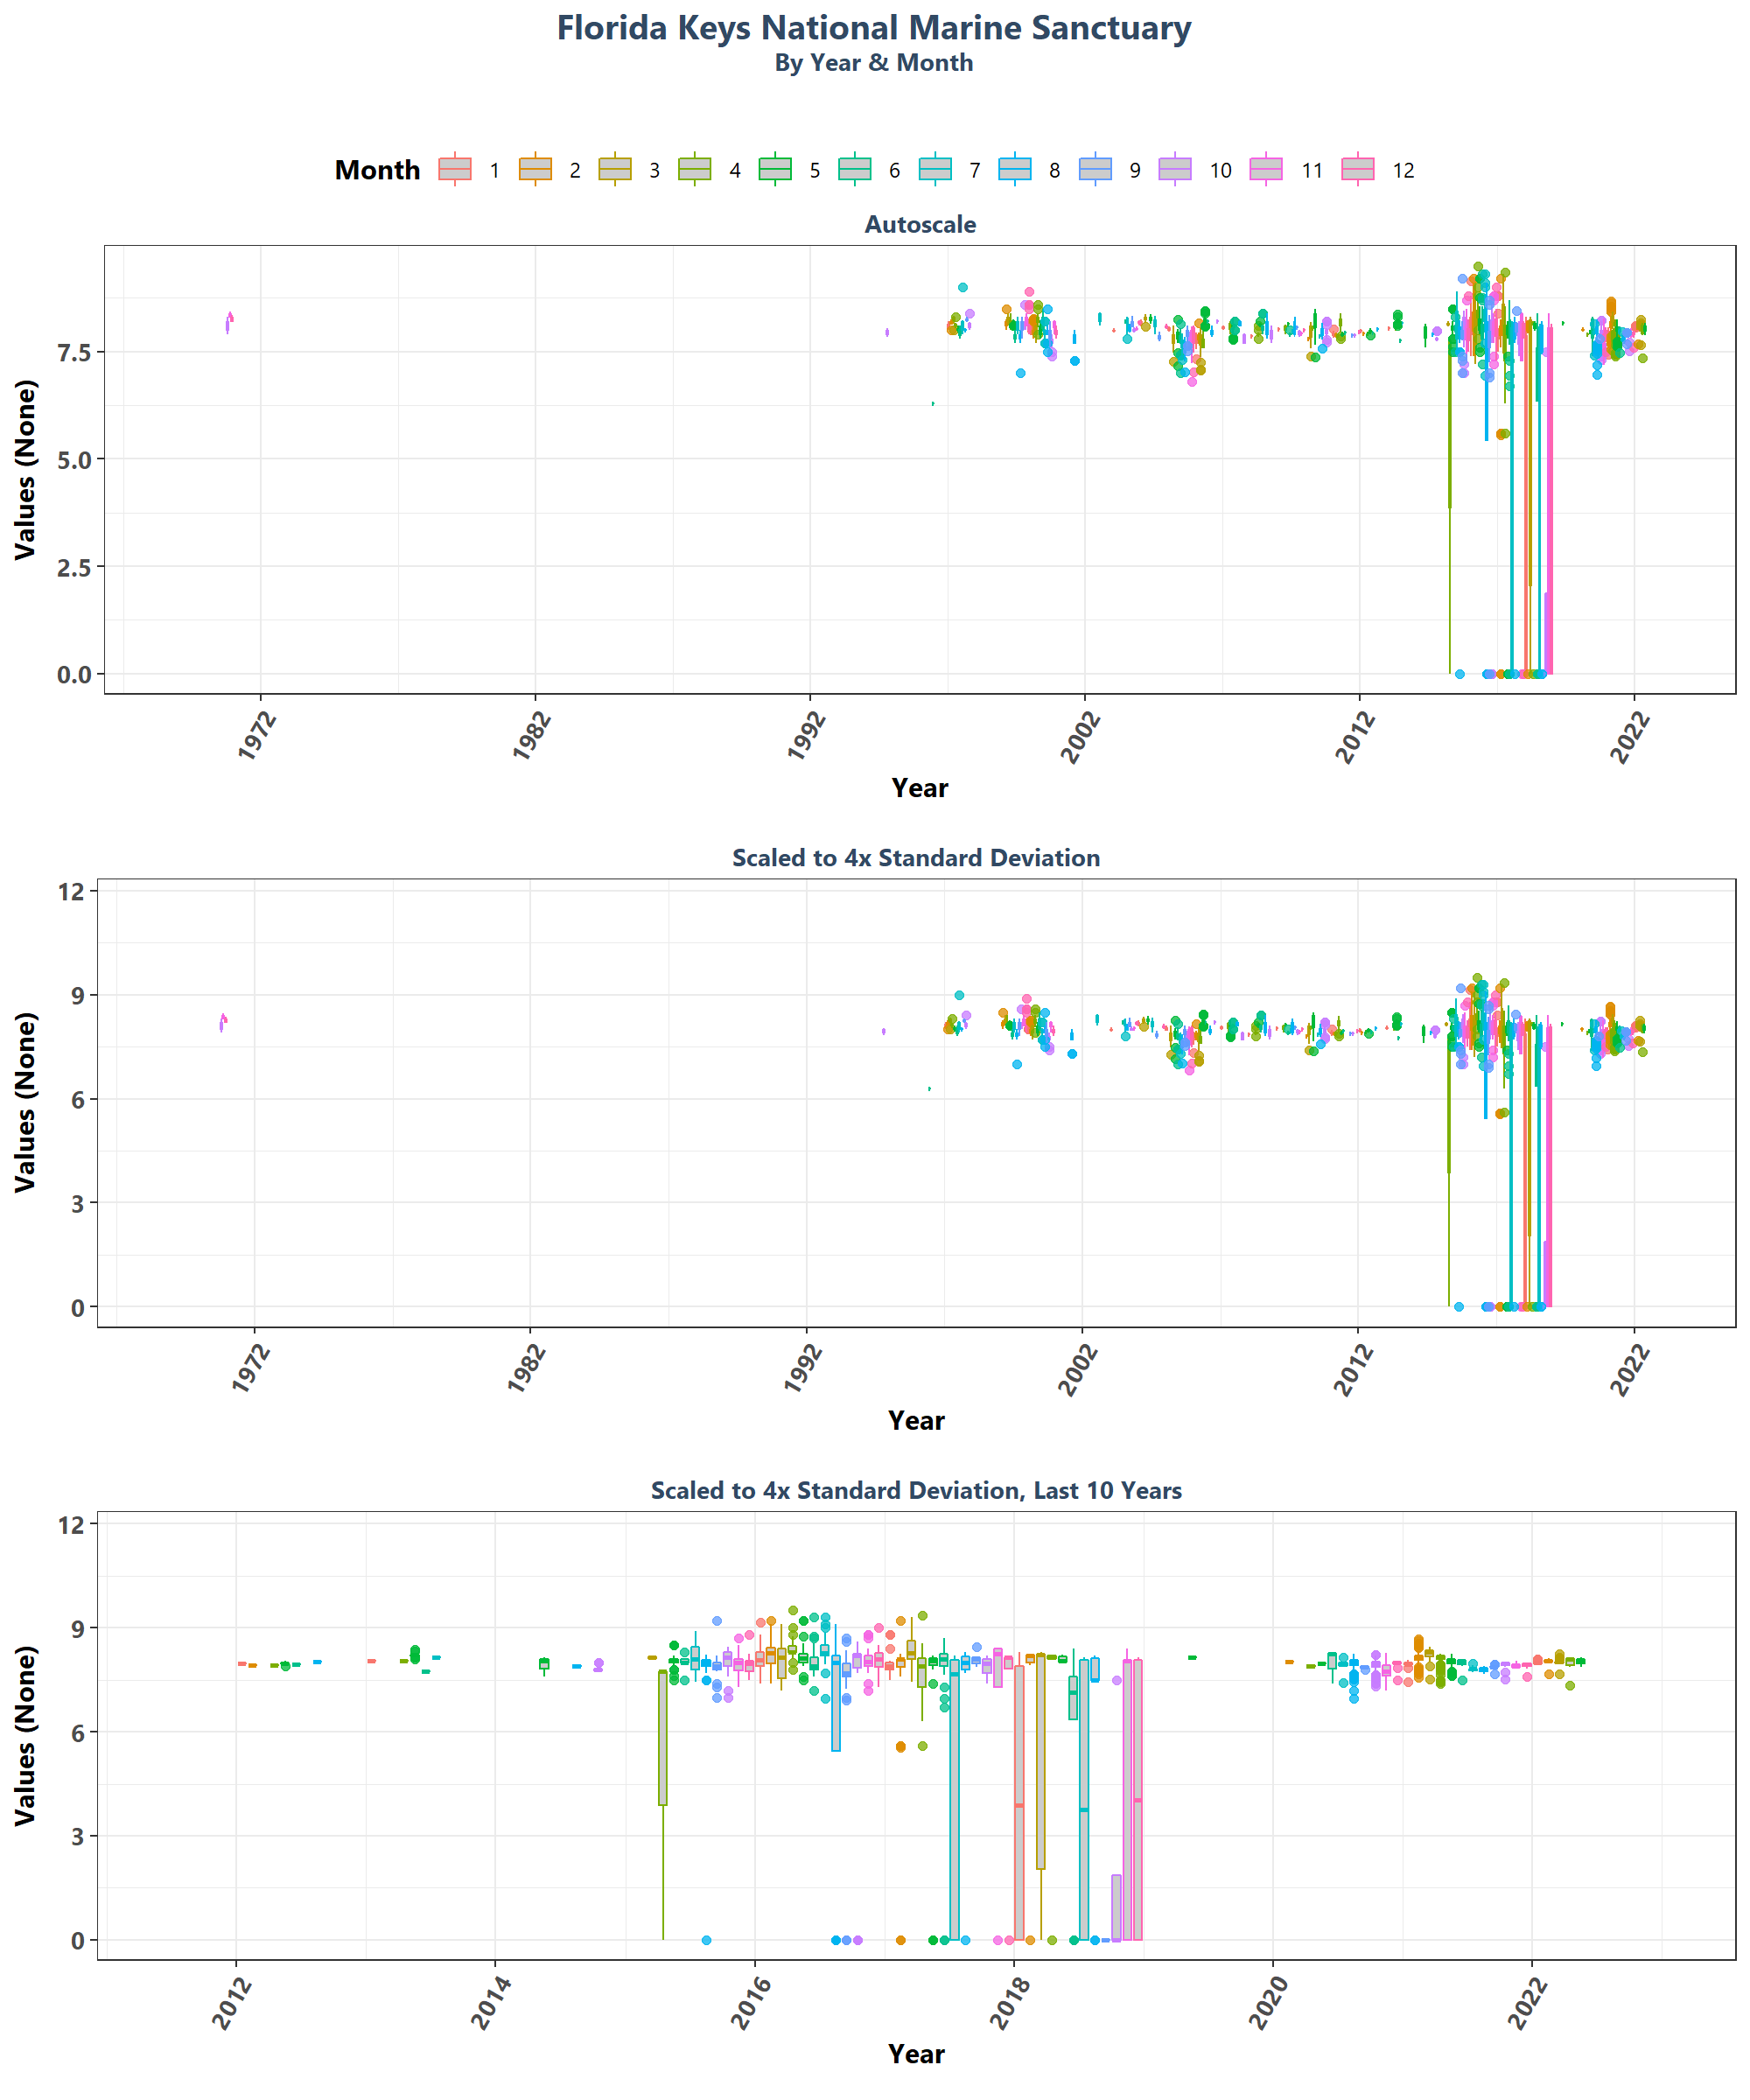 Florida Keys National Marine Sanctuary
By Year & Month
Month 1 2 3 4 5 6 7 8 9 10 11 12
Autoscale
Values (None)
7.5
5.0
2.5
0.0
1972 1982 1992 2002 2012 2022
Year
Scaled to 4x Standard Deviation
Values (None)
12
9
6
3
0
1972 1982 1992 2002 2012 2022
Year
Scaled to 4x Standard Deviation, Last 10 Years
Values (None)
12
9
6
3
0
2012 2014 2016 2018 2020 2022
Year